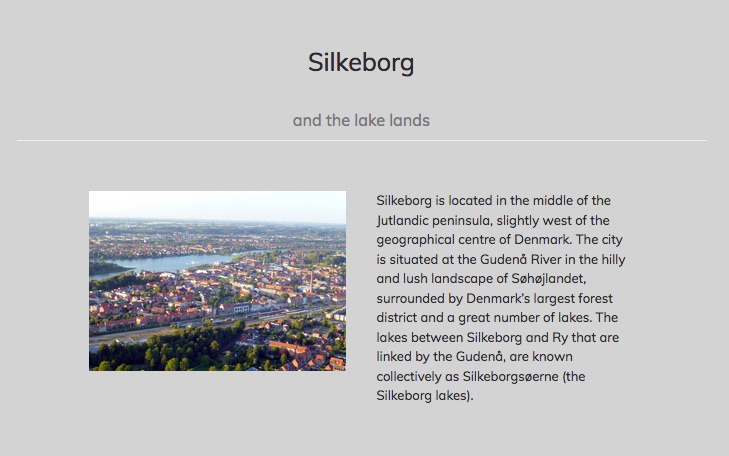 Silkeborg
and the lake lands
Silkeborg is located in the middle of the
Jutlandic peninsula, slightly west of the
geographical centre of Denmark. The city
is situated at the Gudenå River in the hilly
and lush landscape of Søhøjlandet,
surrounded by Denmark's largest forest
district and a great number of lakes. The
lakes between Silkeborg and Ry that are
linked by the Gudenå, are known
collectively as Silkeborgsøerne (the
Silkeborg lakes).